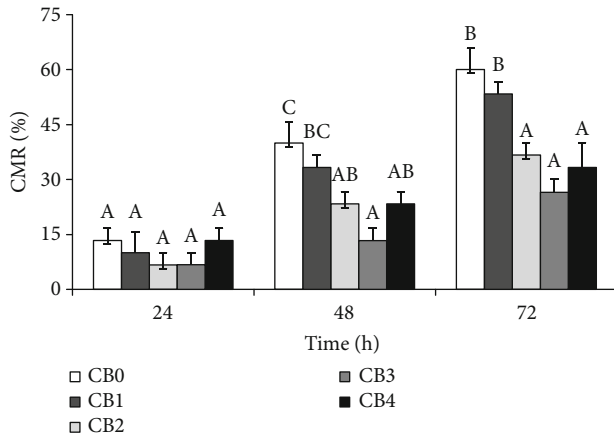 75
60
45
30
15
0
CMR (%)
A A A A A
C BC AB A AB
B B A A A
24 48 72
Time (h)
CB0 CB3
CB1 CB4
CB2